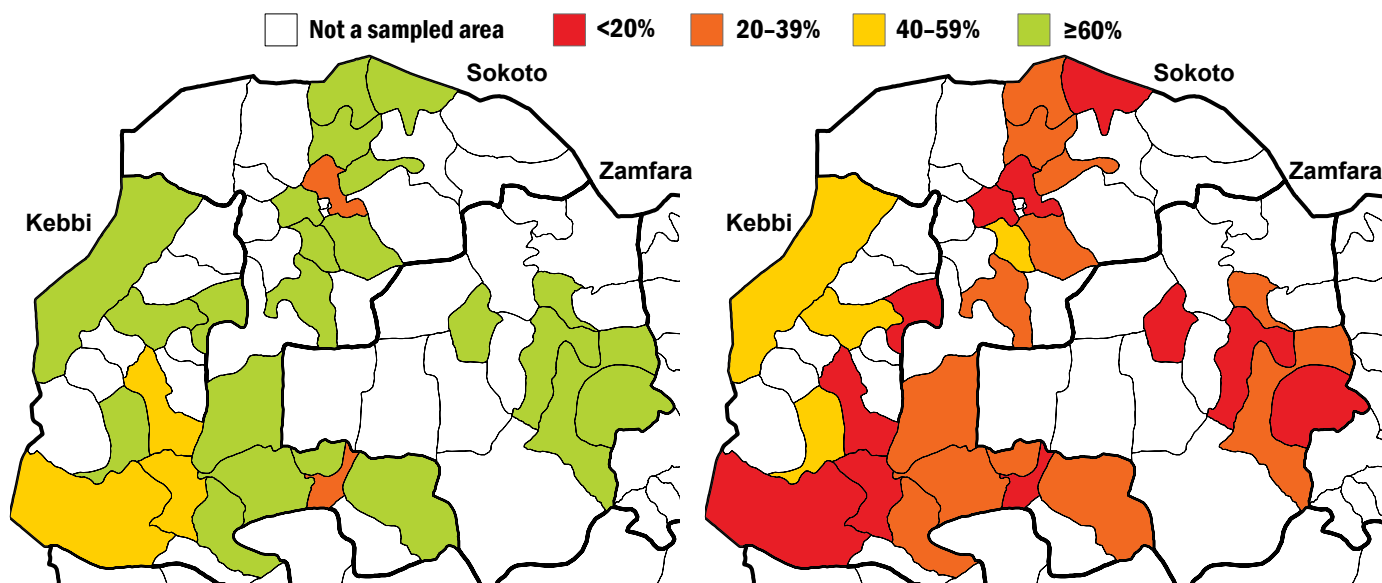 Not a sampled area <20% 20–39% 40–59% ≥60%
Sokoto Sokoto
Zamfara Zamfara
Kebbi Kebbi